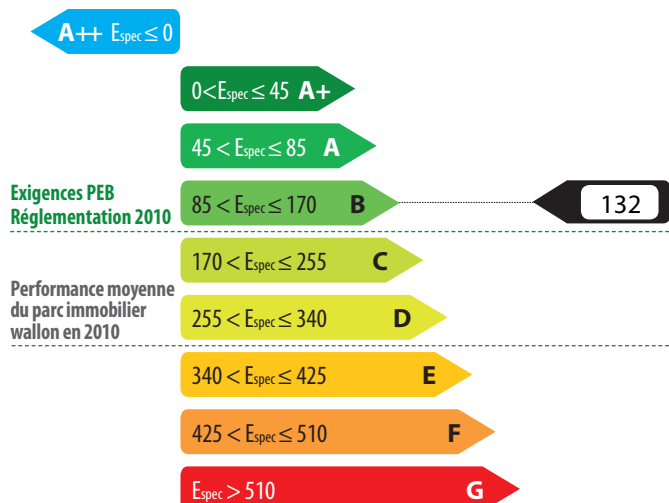 A++ Espec ≤ 0
0<Espec ≤ 45 A+
45 < Espec ≤ 85 A
Exigences PEB
Réglementation 2010
85 < Espec ≤ 170 B
132
170 < Espec ≤ 255 C
Performance moyenne
du parc immobilier
wallon en 2010
255 < Espec ≤ 340 D
340 < Espec ≤ 425 E
425 < Espec ≤ 510 F
Espec > 510 G